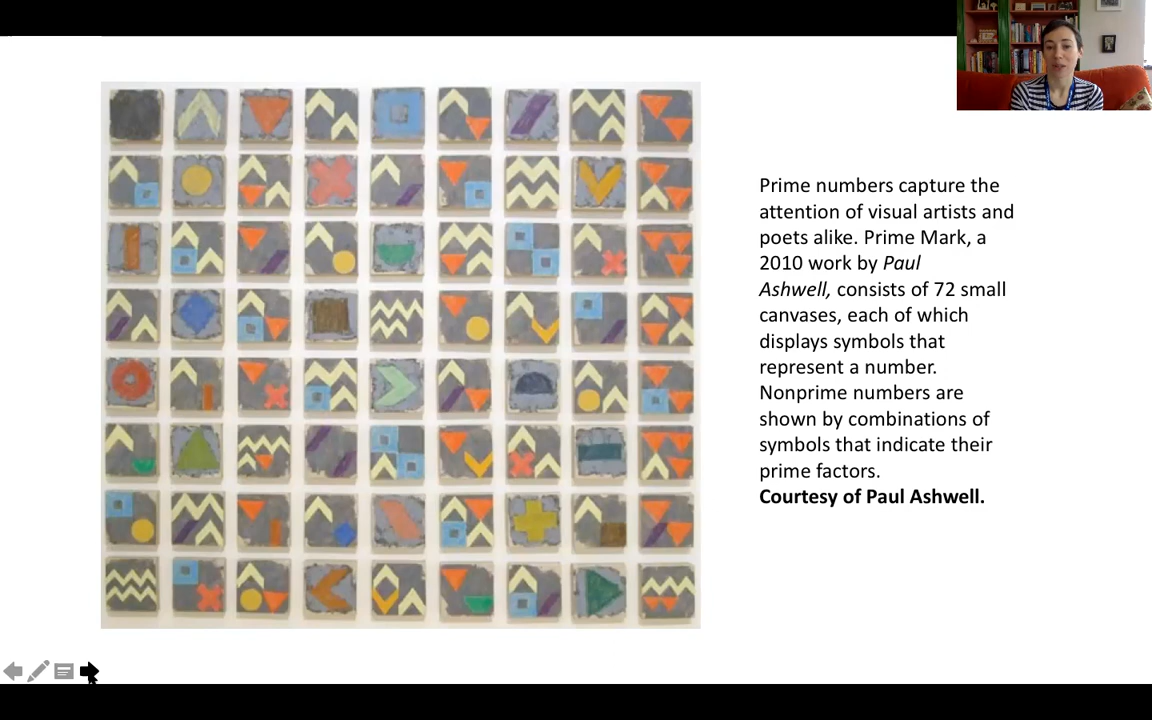 Prime numbers capture the
attention of visual artists and
poets alike. Prime Mark, a
2010 work by Paul
Ashwell, consists of 72 small
canvases, each of which
displays symbols that
represent a number.
Nonprime numbers are
shown by combinations of
symbols that indicate their
prime factors.
Courtesy of Paul Ashwell.